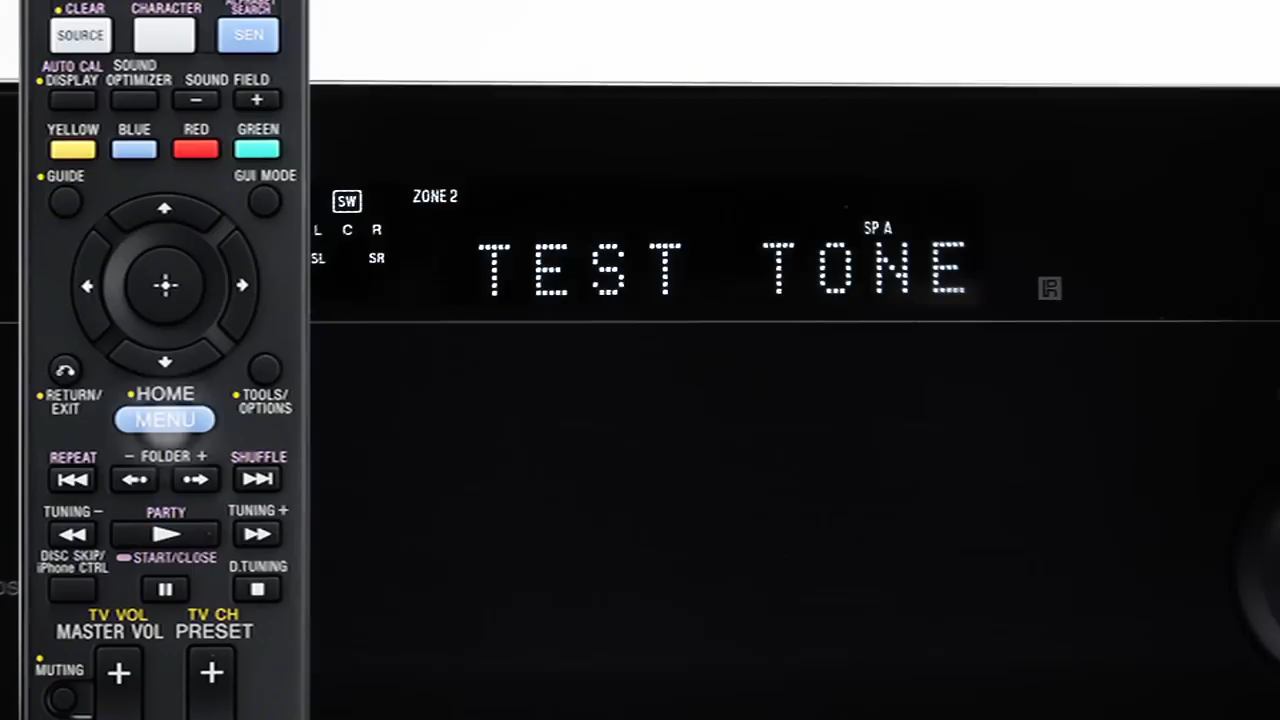 CLEAR CHARACTER ALPHABET
SEARCH
SOURCE SEN
AUTO CAL SOUND
DISPLAY OPTIMIZER SOUND FIELD
− +
YELLOW BLUE RED GREEN
GUIDE GUI MODE
RETURN/
EXIT
HOME
MENU
TOOLS/
OPTIONS
REPEAT − FOLDER + SHUFFLE
TUNING − PARTY TUNING +
DISC SKIP/
iPhone CTRL
START/CLOSE D.TUNING
TV VOL TV CH
MASTER VOL PRESET
MUTING + +
SW ZONE 2
L C R SP A
SL SR
TEST TONE